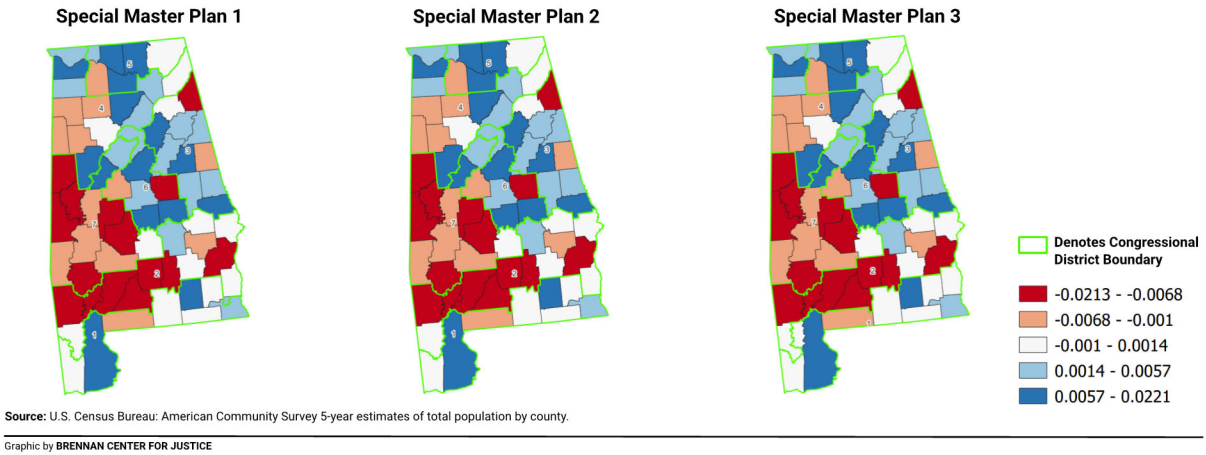 Special Master Plan 1
Special Master Plan 2
Special Master Plan 3
5
4
3
6
7
2
1
5
4
3
6
7
2
1
5
4
3
6
7
2
1
Denotes Congressional
District Boundary
-0.0213 - -0.0068
-0.0068 - -0.001
-0.001 - 0.0014
0.0014 - 0.0057
0.0057 - 0.0221
Source: U.S. Census Bureau: American Community Survey 5-year estimates of total population by county.
Graphic by BRENNAN CENTER FOR JUSTICE